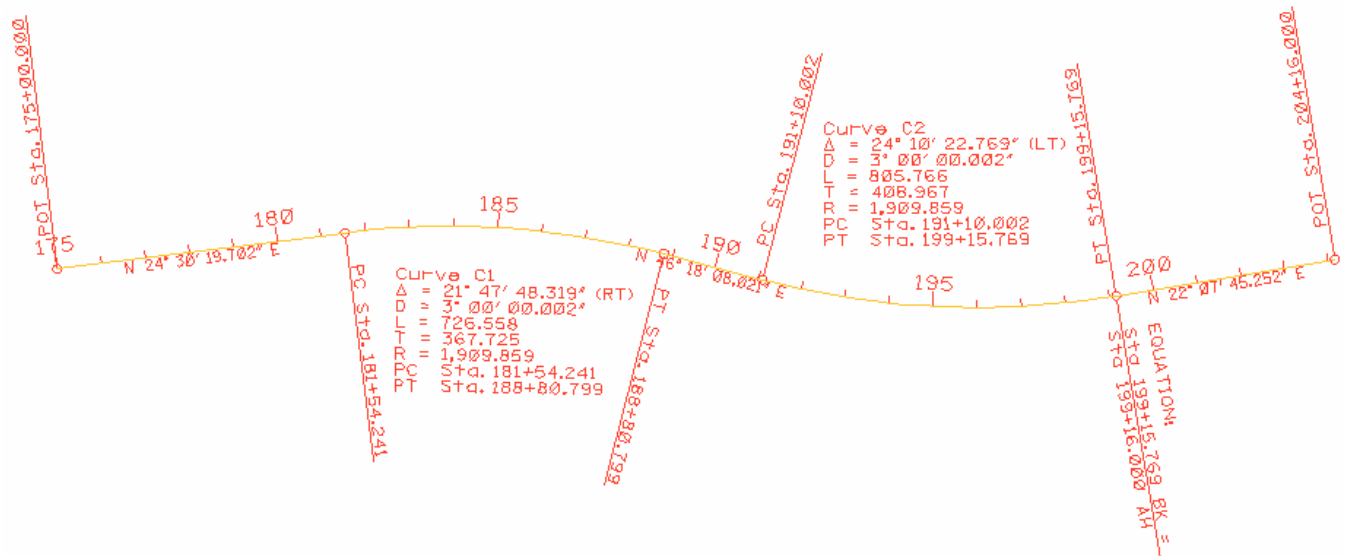 POT Sta. 175+00.000
175
N 24° 30' 19.702" E
180
PC Sta. 181+54.241
Curve C1
Δ = 21° 47' 48.319" (RT)
D = 3° 00' 00.002"
L = 726.558
T = 367.725
R = 1,909.859
PC Sta. 181+54.241
PT Sta. 188+80.799
185
PT Sta. 188+80.799
N 46° 18' 08.021" E
190
PC Sta. 191+10.002
Curve C2
Δ = 24° 10' 22.769" (LT)
D = 3° 00' 00.002"
L = 805.766
T = 408.967
R = 1,909.859
PC Sta. 191+10.002
PT Sta. 199+15.769
195
PT Sta. 199+15.769
200
N 22° 07' 45.252" E
EQUATION:
Sta 199+15.769 BK =
Sta 199+16.000 AH
POT Sta. 204+16.000